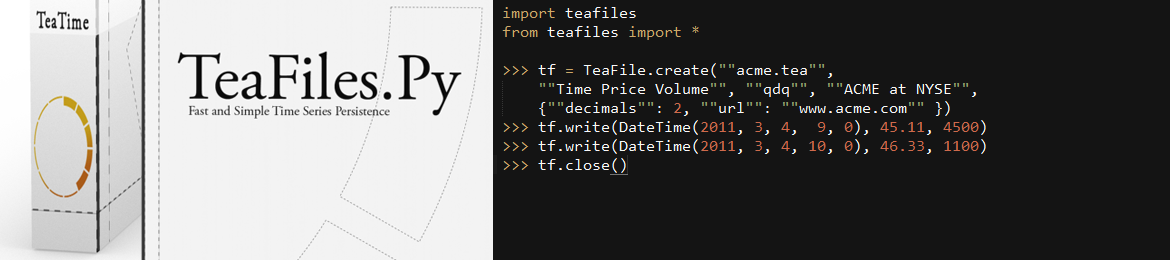 TeaTime
TeaFiles.Py
Fast and Simple Time Series Persistence
import teafiles
from teafiles import *
>>> tf = TeaFile.create(""acme.tea"",
""Time Price Volume"", ""qdq"", ""ACME at NYSE"",
{""decimals"": 2, ""url"": ""www.acme.com"" })
>>> tf.write(DateTime(2011, 3, 4,  9, 0), 45.11, 4500)
>>> tf.write(DateTime(2011, 3, 4, 10, 0), 46.33, 1100)
>>> tf.close()